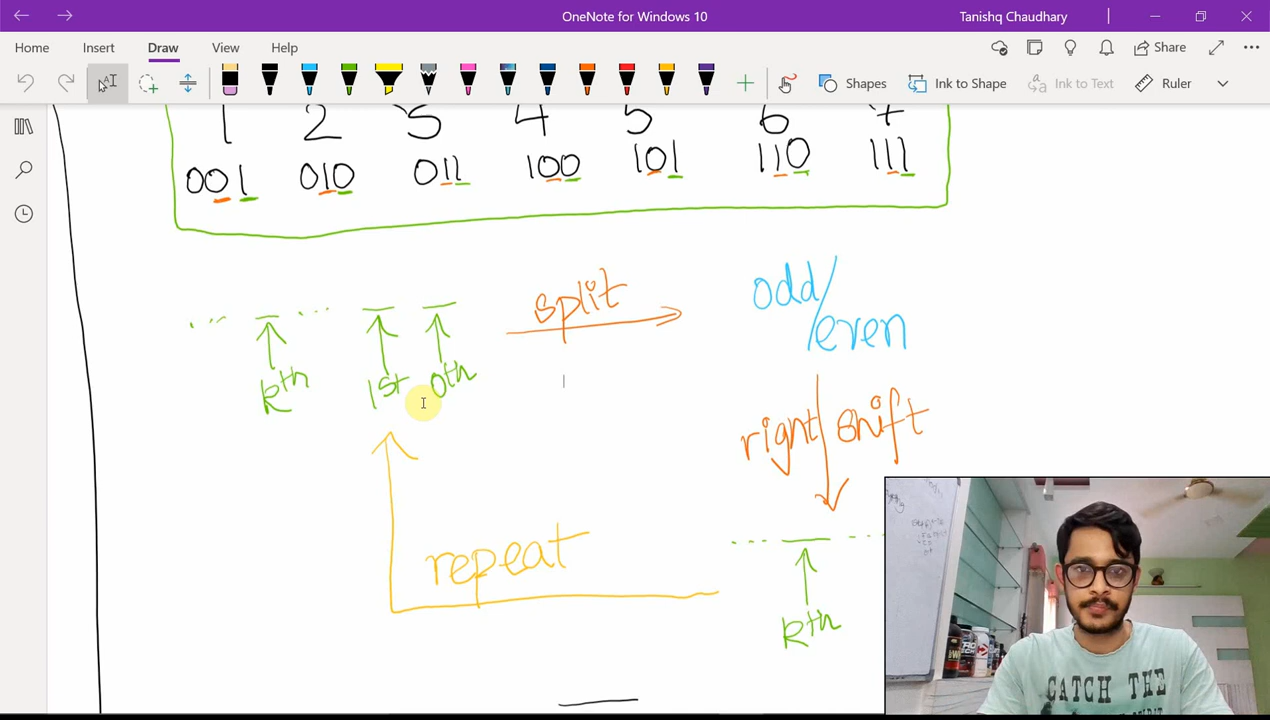 OneNote for Windows 10
Tanishq Chaudhary
Home Insert Draw View Help
Share
Shapes
Ink to Shape
Ink to Text
Ruler
1 2 3 4 5 6 7
001 010 011 100 101 110 111
split
odd/
even
kth 1st 0th
right shift
repeat
kth
CATCH THE